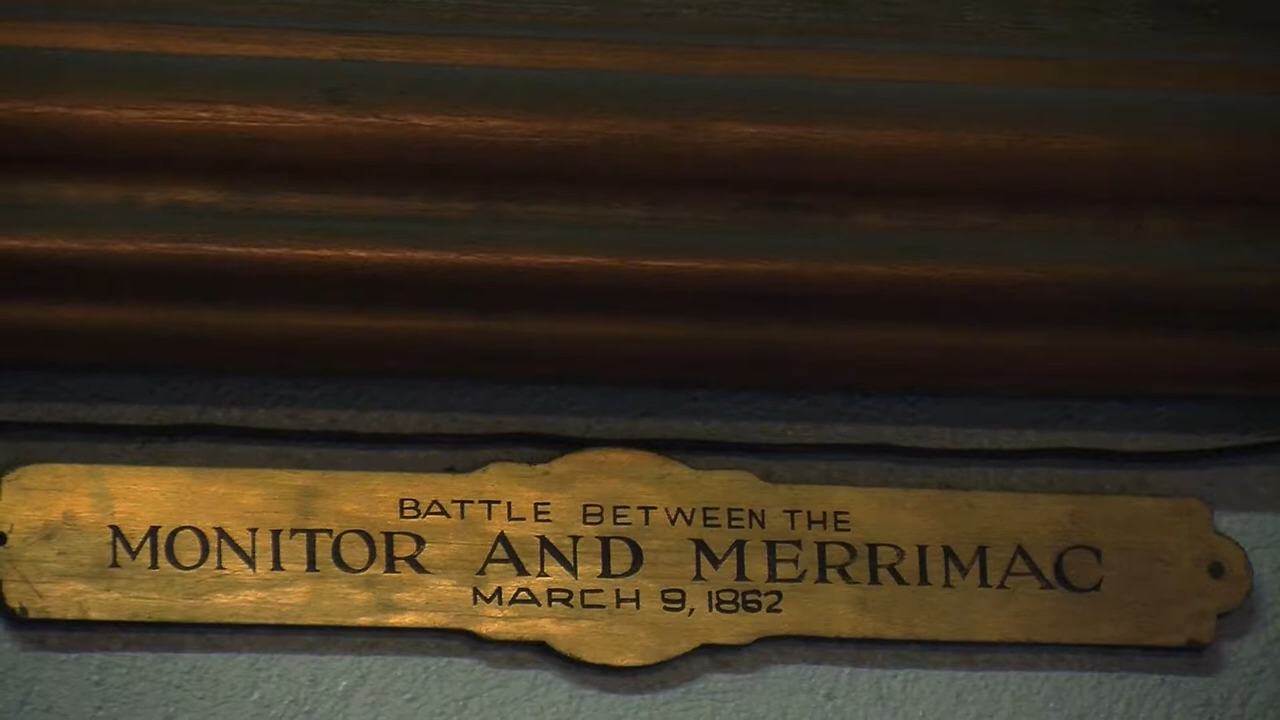 BATTLE BETWEEN THE
MONITOR AND MERRIMAC
MARCH 9, 1862